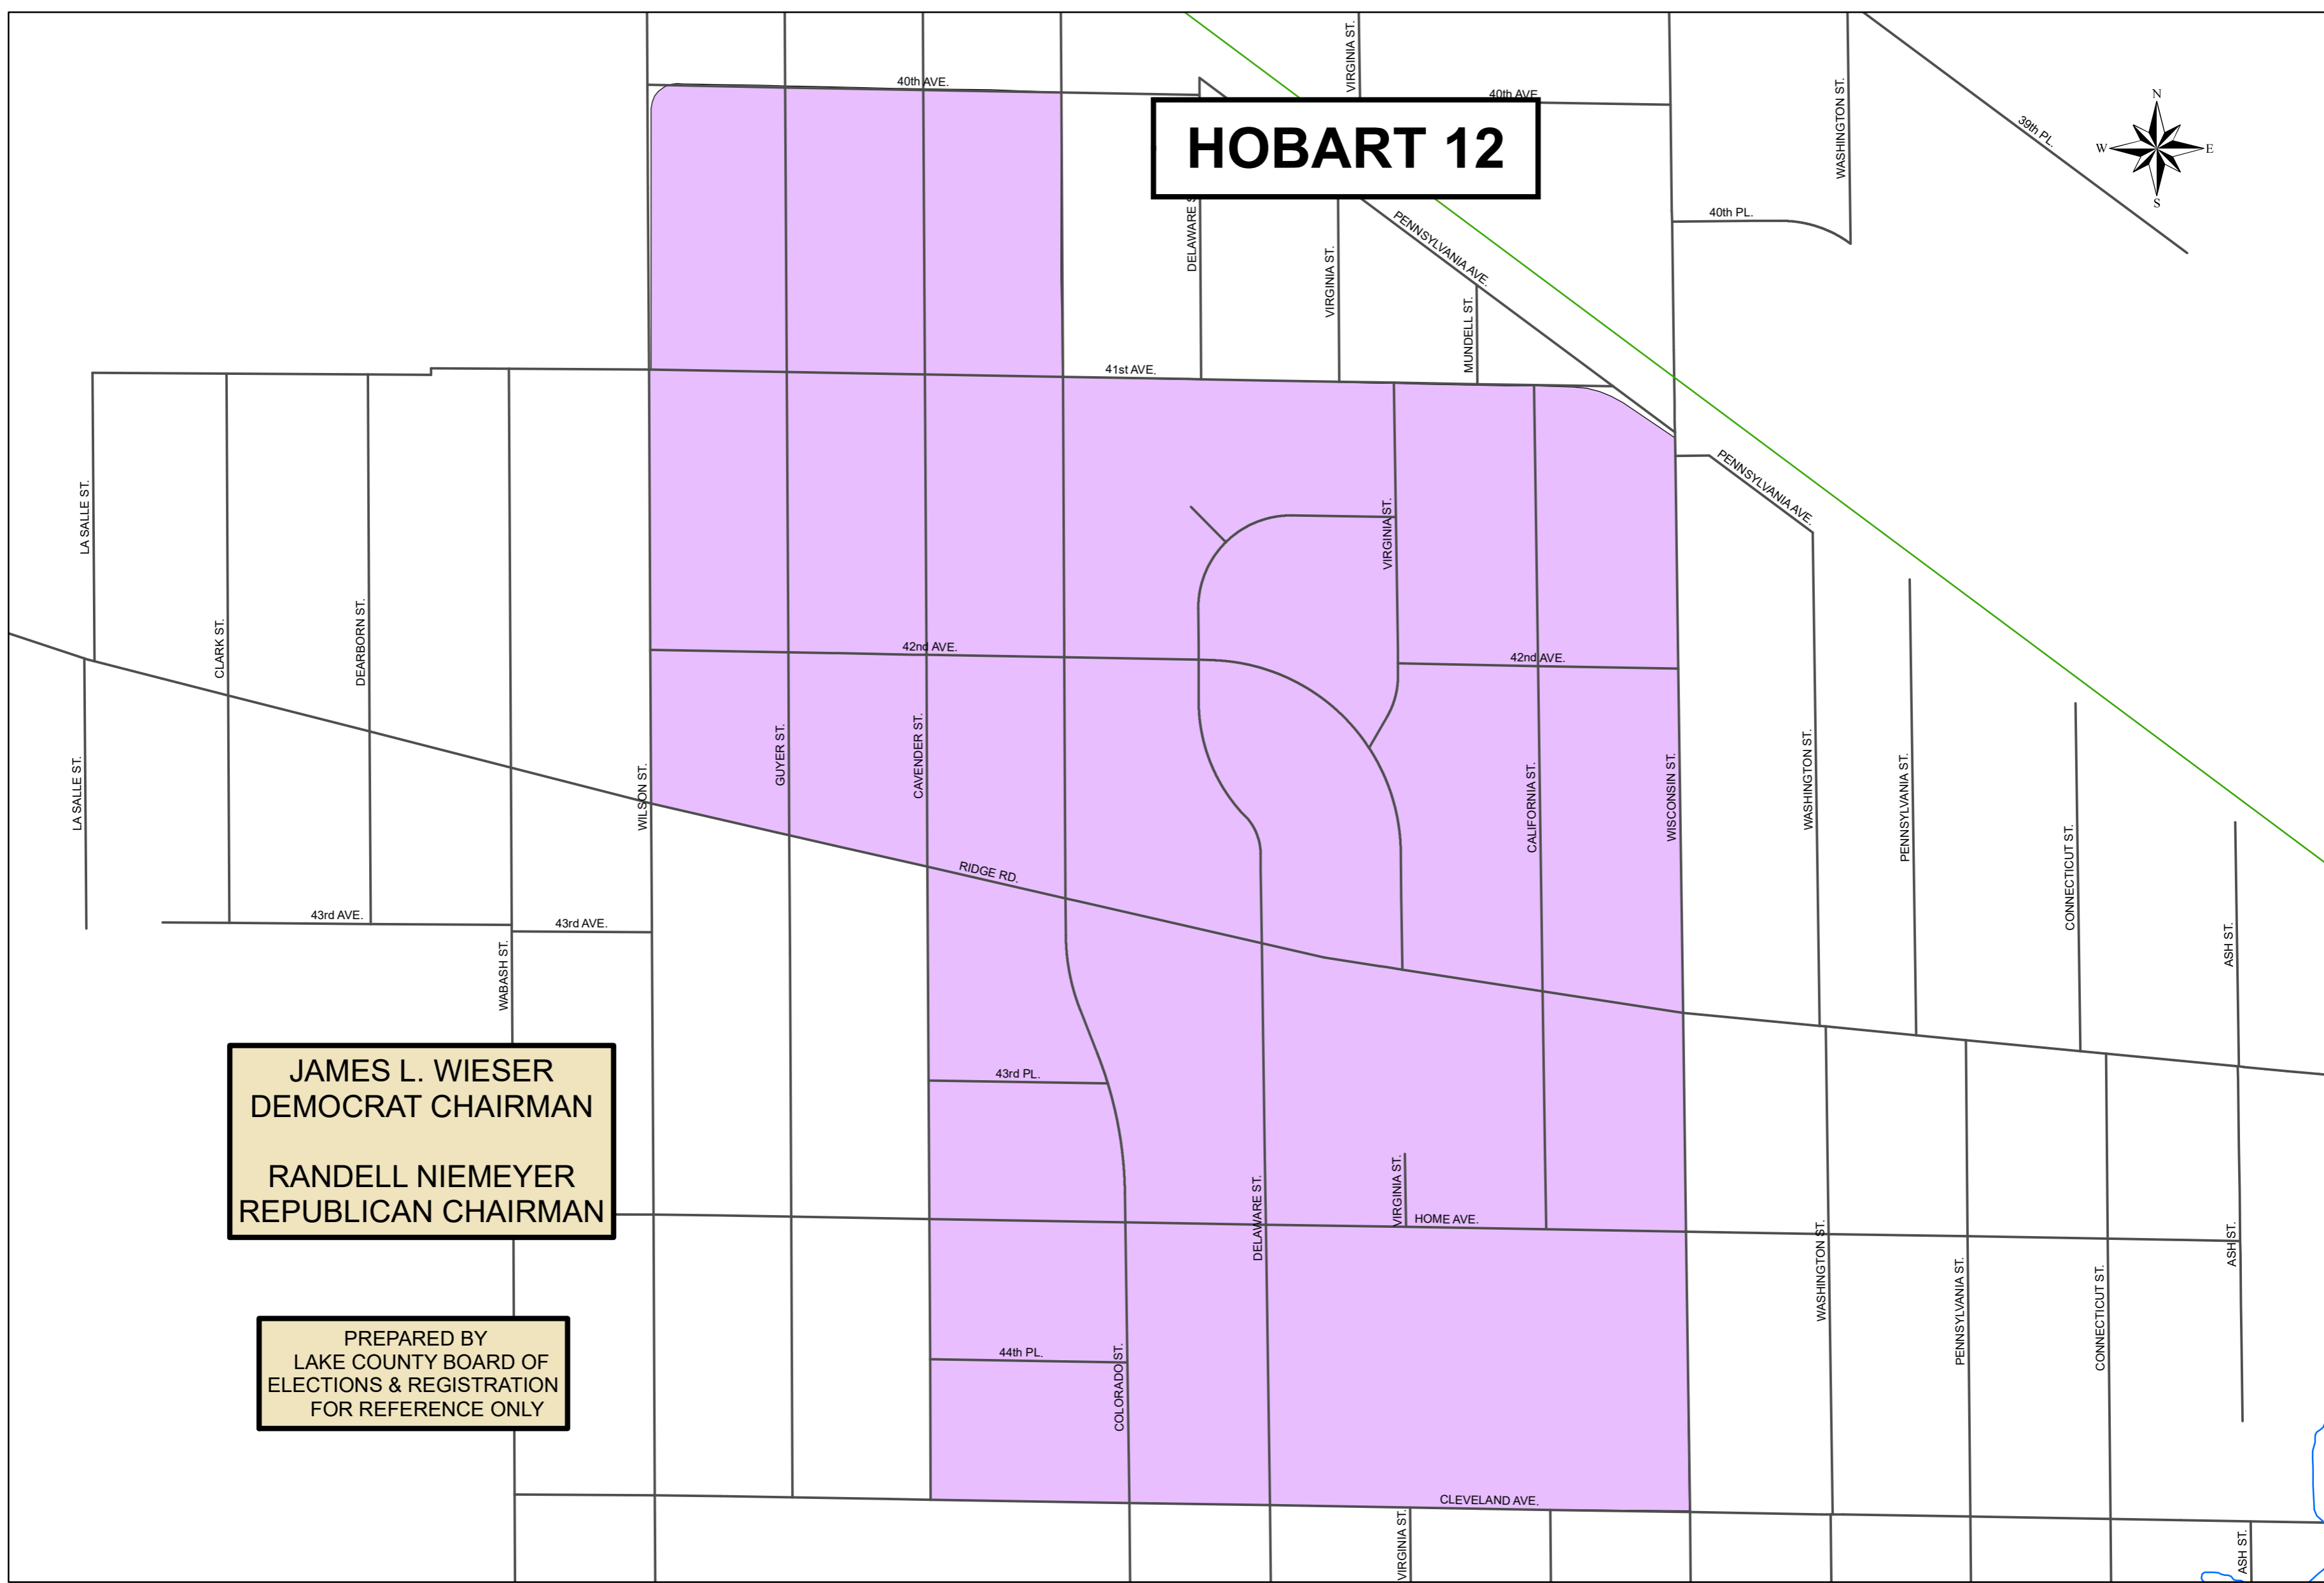 VIRGINIA ST.
40th AVE.
40th AVE.
WASHINGTON ST.
39th PL.
N
W
E
S
HOBART 12
DELAWARE S
PENNSYLVANIA AVE.
40th PL.
VIRGINIA ST.
MUNDELL ST.
41st AVE.
LA SALLE ST.
CLARK ST.
DEARBORN ST.
VIRGINIA ST.
PENNSYLVANIA AVE.
42nd AVE.
42nd AVE.
LA SALLE ST.
WILSON ST.
GUYER ST.
CAVENDER ST.
CALIFORNIA ST.
WISCONSIN ST.
WASHINGTON ST.
PENNSYLVANIA ST.
CONNECTICUT ST.
ASH ST.
RIDGE RD.
43rd AVE.
43rd AVE.
WABASH ST.
JAMES L. WIESER
DEMOCRAT CHAIRMAN
RANDELL NIEMEYER
REPUBLICAN CHAIRMAN
43rd PL.
DELAWARE ST.
VIRGINIA ST.
HOME AVE.
WASHINGTON ST.
PENNSYLVANIA ST.
CONNECTICUT ST.
ASH ST.
PREPARED BY
LAKE COUNTY BOARD OF
ELECTIONS & REGISTRATION
FOR REFERENCE ONLY
44th PL.
COLORADO ST.
CLEVELAND AVE.
VIRGINIA ST.
ASH ST.